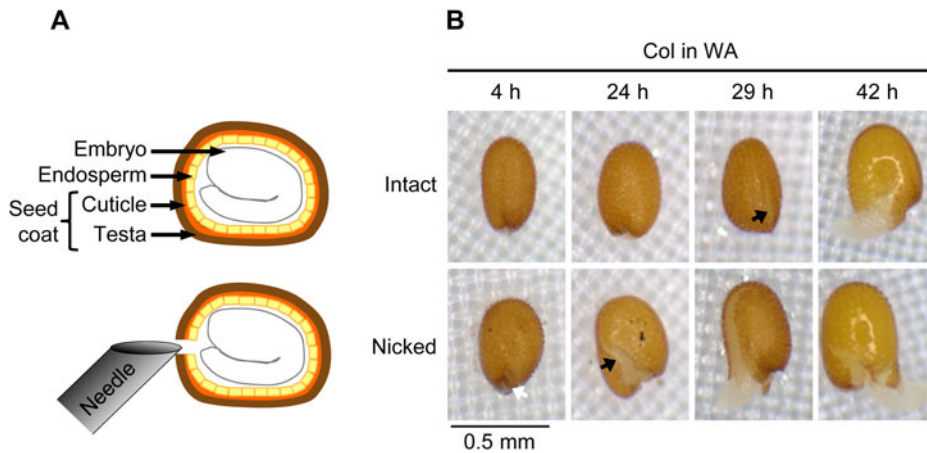 A
Embryo
Endosperm
Seed coat
Cuticle
Testa
Needle
B
Col in WA
4 h 24 h 29 h 42 h
Intact
Nicked
0.5 mm